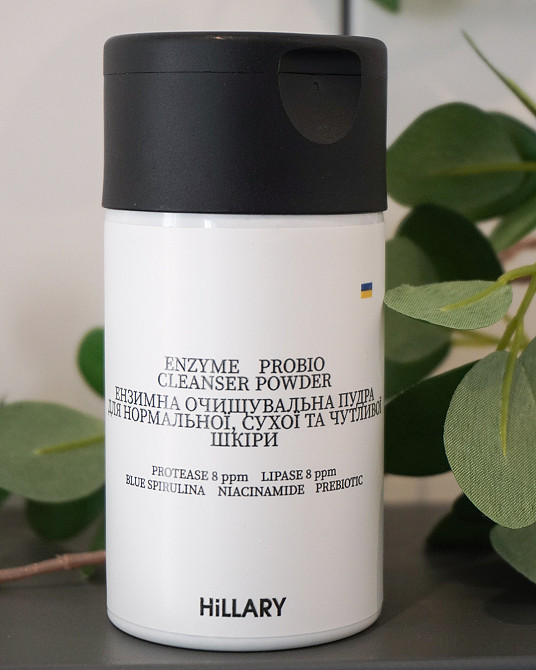 ENZYME PROBIO
CLEANSER POWDER
ЕНЗИМНА ОЧИЩУВАЛЬНА ПУДРА
ДЛЯ НОРМАЛЬНОЇ, СУХОЇ ТА ЧУТЛИВОЇ
ШКІРИ
PROTEASE 8 ppm LIPASE 8 ppm
BLUE SPIRULINA NIACINAMIDE PREBIOTIC
HiLLARY